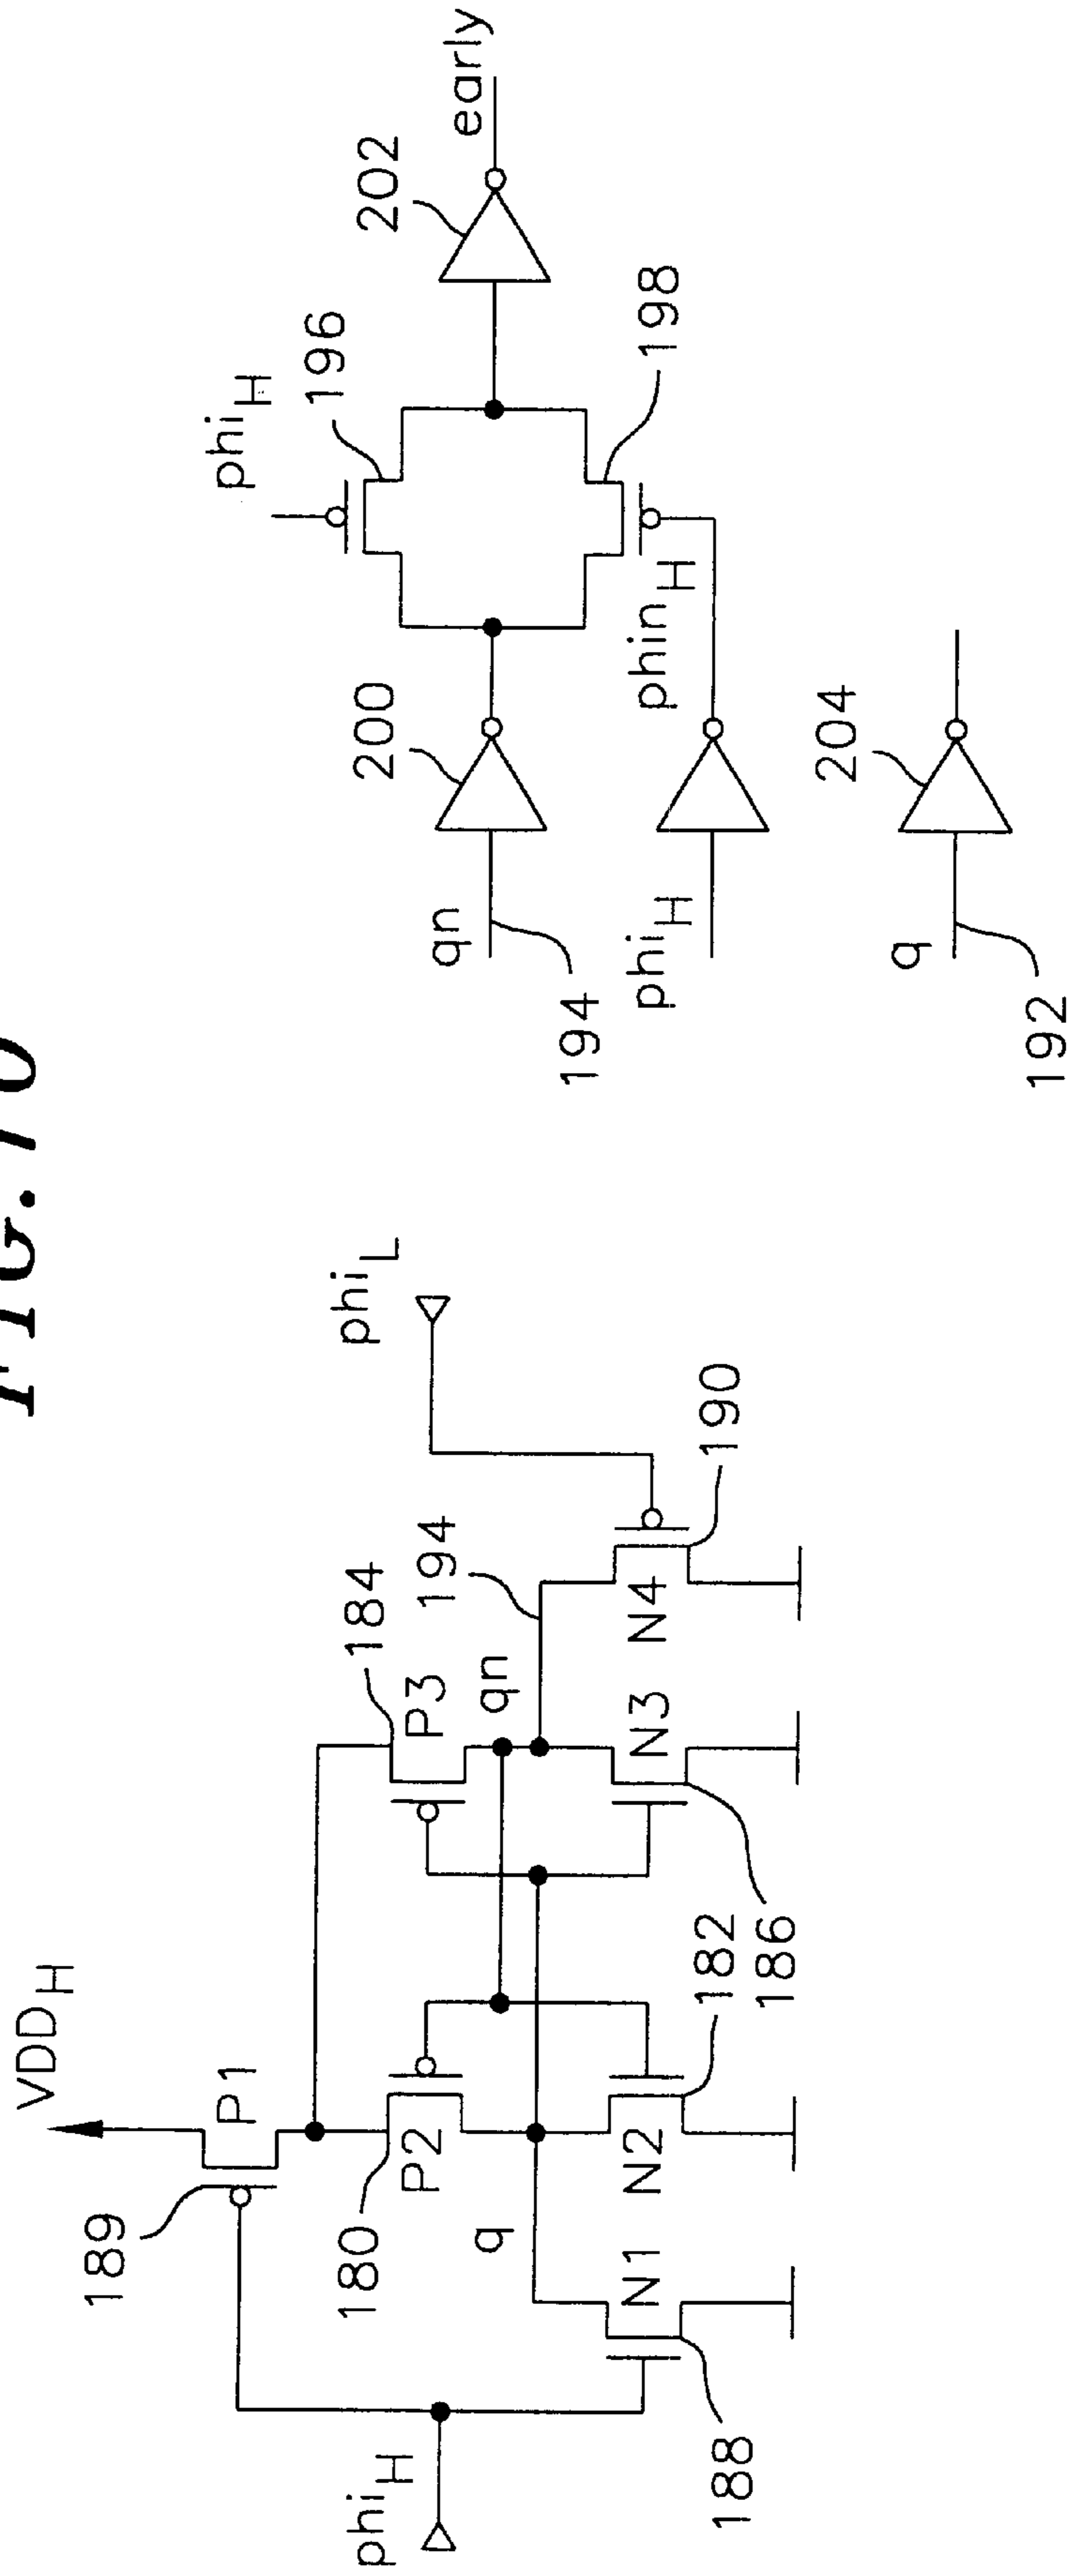 FIG.10
VDD_H
189
P1
180
P2
184
P3
194
qn
phi_L
phi_H
q
N1
N2
N3
N4
188
182
186
190
phi_H
196
202
early
200
qn
194
phi_H
phin_H
198
204
q
192